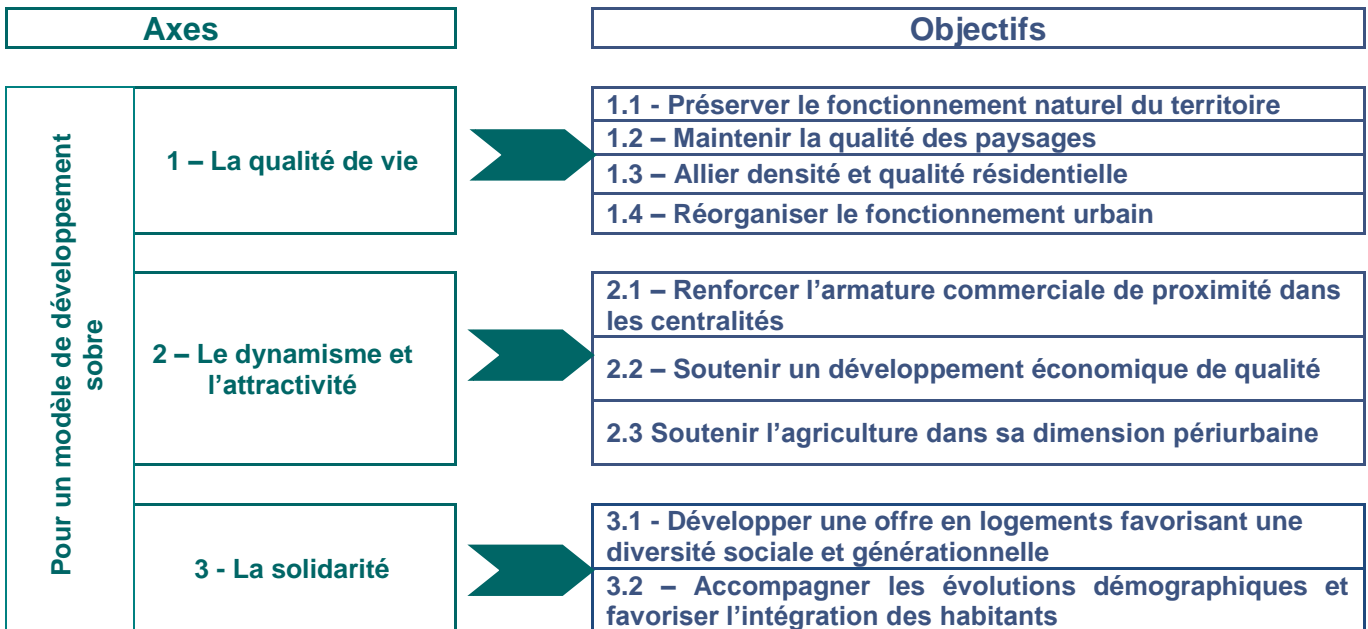 Axes
Objectifs
Pour un modèle de développement
sobre
1 – La qualité de vie
1.1 - Préserver le fonctionnement naturel du territoire
1.2 – Maintenir la qualité des paysages
1.3 – Allier densité et qualité résidentielle
1.4 – Réorganiser le fonctionnement urbain
2 – Le dynamisme et
l’attractivité
2.1 – Renforcer l’armature commerciale de proximité dans
les centralités
2.2 – Soutenir un développement économique de qualité
2.3 Soutenir l’agriculture dans sa dimension périurbaine
3 - La solidarité
3.1 - Développer une offre en logements favorisant une
diversité sociale et générationnelle
3.2 – Accompagner les évolutions démographiques et
favoriser l’intégration des habitants